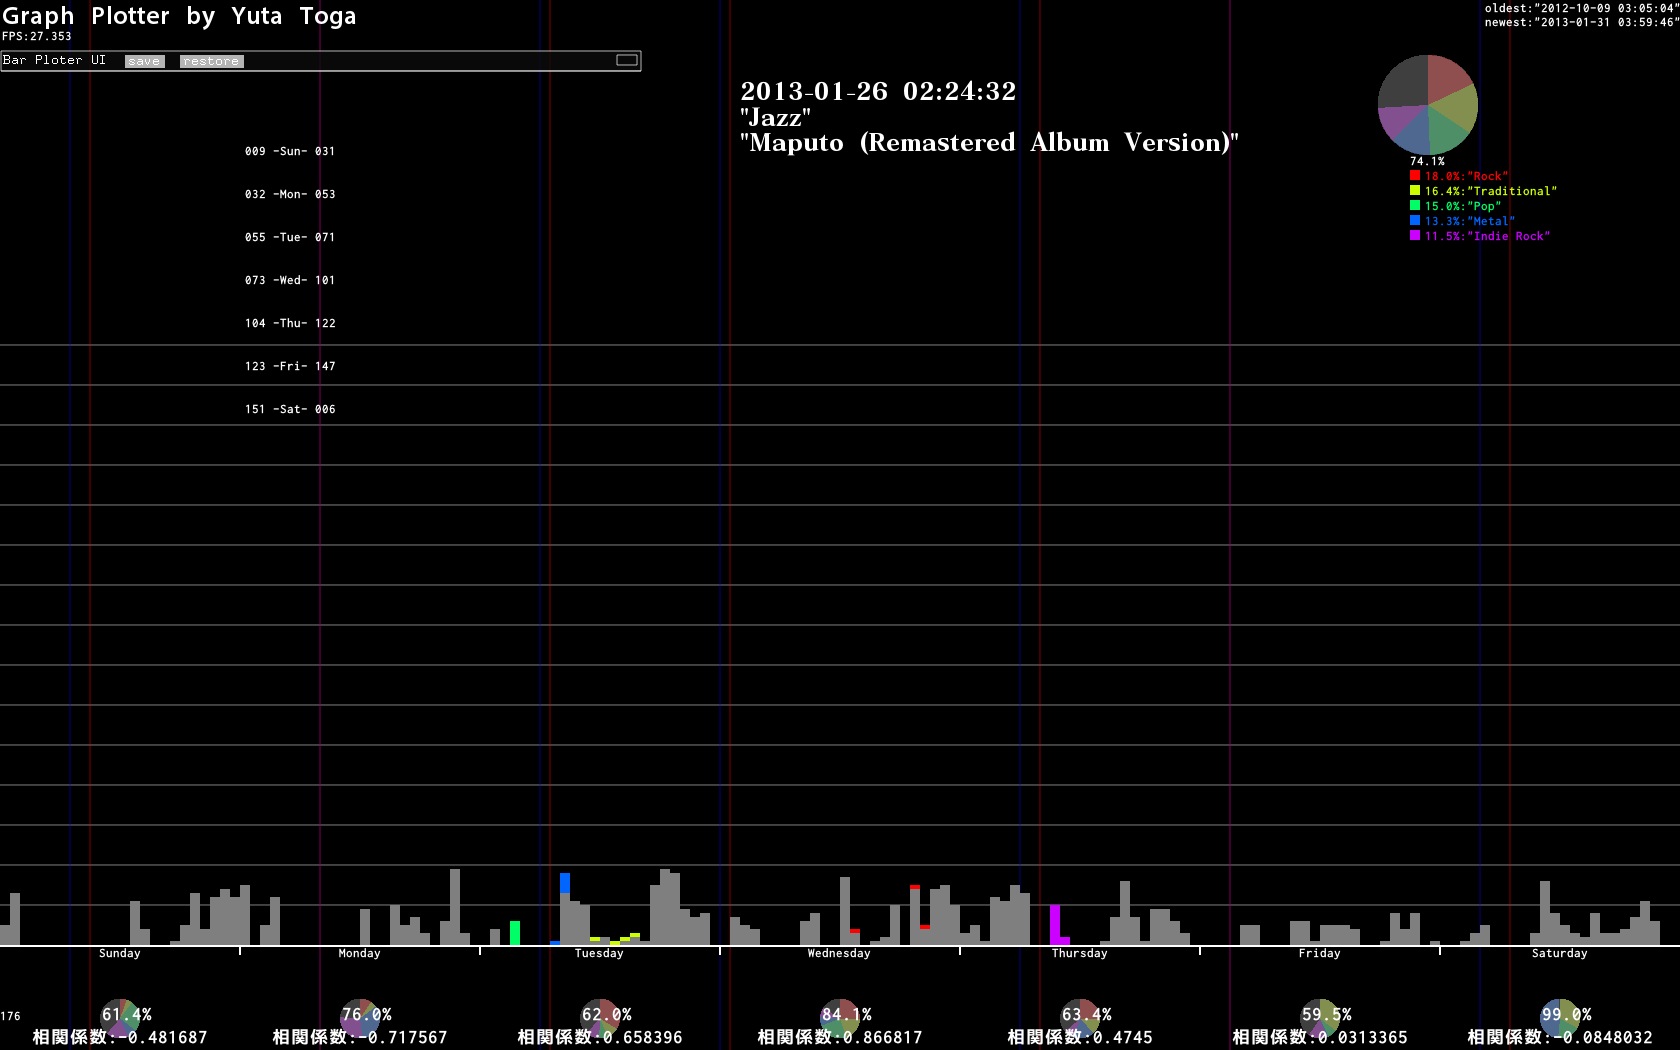 Graph Plotter by Yuta Toga
oldest:"2012-10-09 03:05:04"
newest:"2013-01-31 03:59:46"
FPS:27.353
Bar Ploter UI save restore
2013-01-26 02:24:32
"Jazz"
"Maputo (Remastered Album Version)"
74.1%
18.0%:"Rock"
16.4%:"Traditional"
15.0%:"Pop"
13.3%:"Metal"
11.5%:"Indie Rock"
009 -Sun- 031
032 -Mon- 053
055 -Tue- 071
073 -Wed- 101
104 -Thu- 122
123 -Fri- 147
151 -Sat- 006
Sunday Monday Tuesday Wednesday Thursday Friday Saturday
176 61.4% 76.0% 62.0% 84.1% 63.4% 59.5% 99.0%
相関係数:-0.481687 相関係数:-0.717567 相関係数:0.658396 相関係数:0.866817 相関係数:0.4745 相関係数:0.0313365 相関係数:-0.0848032